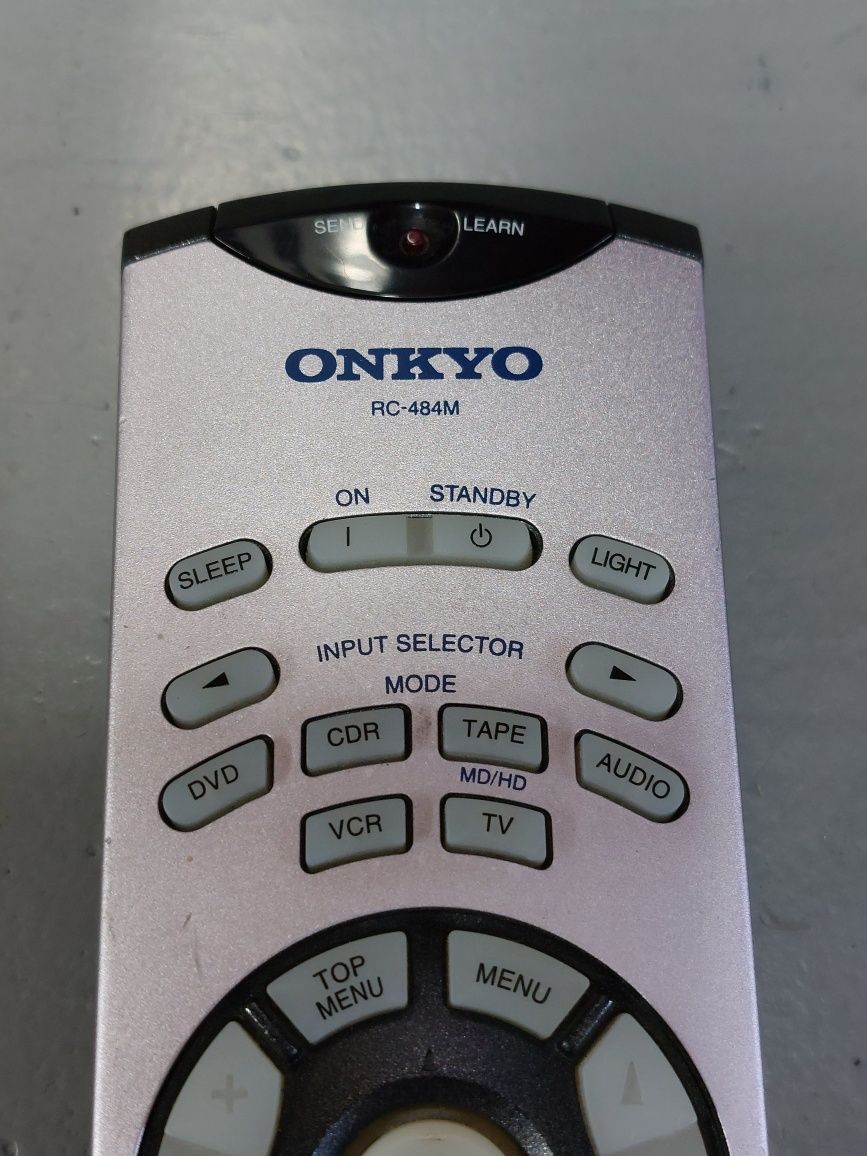 SEND LEARN
ONKYO
RC-484M
ON STANDBY
SLEEP LIGHT
INPUT SELECTOR
MODE
CDR TAPE
DVD AUDIO
MD/HD
VCR TV
TOP
MENU
MENU
+